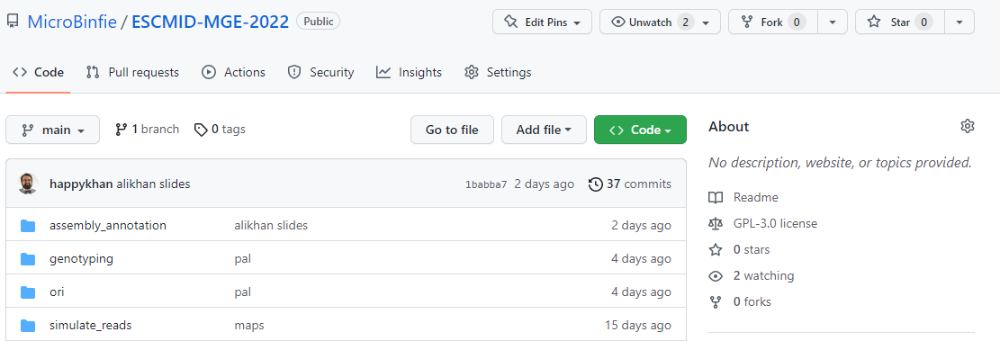 MicroBinfie / ESCMID-MGE-2022 Public Edit Pins Unwatch 2 Fork 0 Star 0
Code Pull requests Actions Security Insights Settings
main 1 branch 0 tags Go to file Add file Code
happykhan alikhan slides 1babba7 2 days ago 37 commits
assembly_annotation alikhan slides 2 days ago
genotyping pal 4 days ago
ori pal 4 days ago
simulate_reads maps 15 days ago
About
No description, website, or topics provided.
Readme
GPL-3.0 license
0 stars
2 watching
0 forks